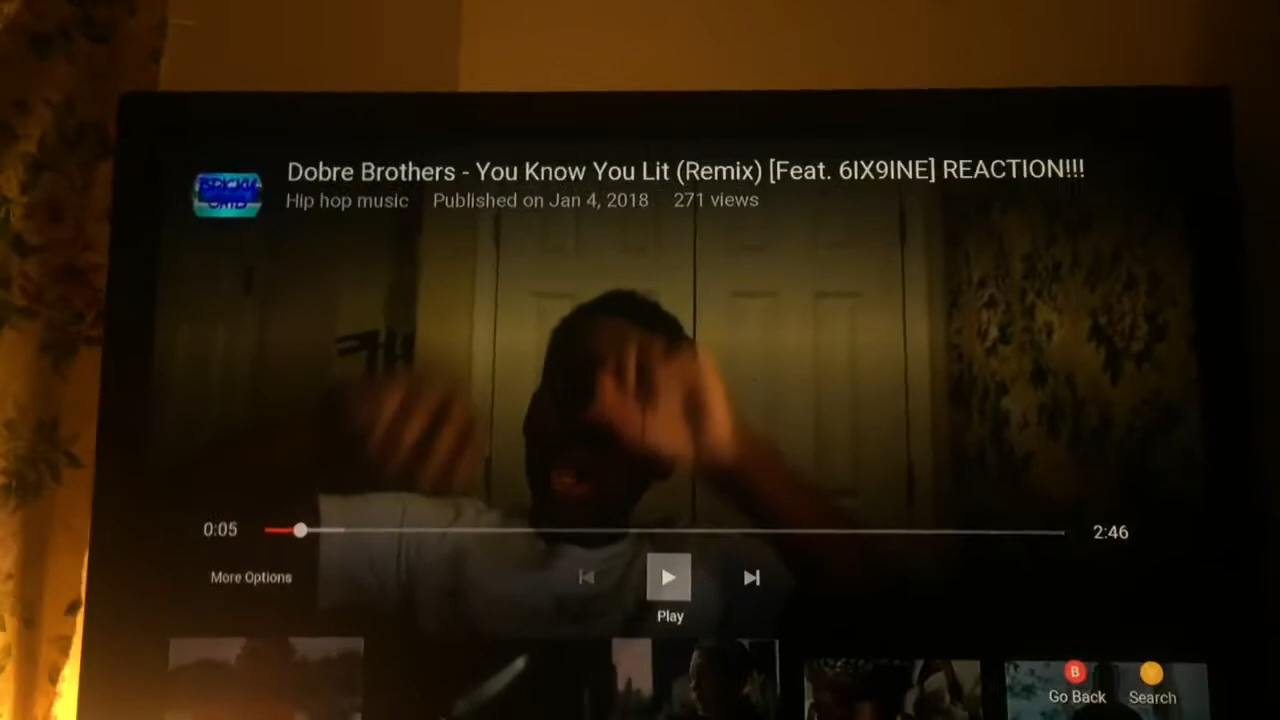 Dobre Brothers - You Know You Lit (Remix) [Feat. 6IX9INE] REACTION!!!
Hip hop music Published on Jan 4, 2018 271 views
0:05 2:46
More Options
Play
B
Go Back Search